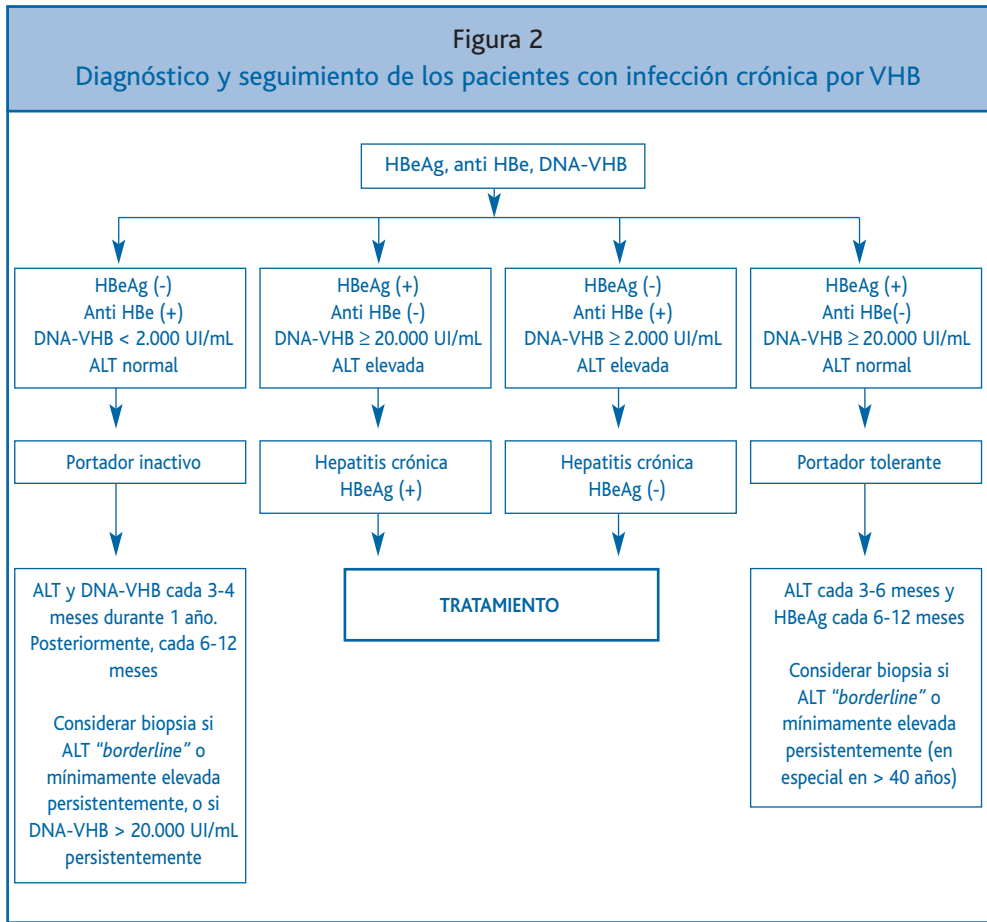 Figura 2
Diagnóstico y seguimiento de los pacientes con infección crónica por VHB
HBeAg, anti HBe, DNA-VHB
HBeAg (-)
Anti HBe (+)
DNA-VHB < 2.000 UI/mL
ALT normal
HBeAg (+)
Anti HBe (-)
DNA-VHB ≥ 20.000 UI/mL
ALT elevada
HBeAg (-)
Anti HBe (+)
DNA-VHB ≥ 2.000 UI/mL
ALT elevada
HBeAg (+)
Anti HBe(-)
DNA-VHB ≥ 20.000 UI/mL
ALT normal
Portador inactivo
Hepatitis crónica
HBeAg (+)
Hepatitis crónica
HBeAg (-)
Portador tolerante
ALT y DNA-VHB cada 3-4
meses durante 1 año.
Posteriormente, cada 6-12
meses
Considerar biopsia si
ALT "borderline" o
mínimamente elevada
persistentemente, o si
DNA-VHB > 20.000 UI/mL
persistentemente
TRATAMIENTO
ALT cada 3-6 meses y
HBeAg cada 6-12 meses
Considerar biopsia si
ALT "borderline" o
mínimamente elevada
persistentemente (en
especial en > 40 años)